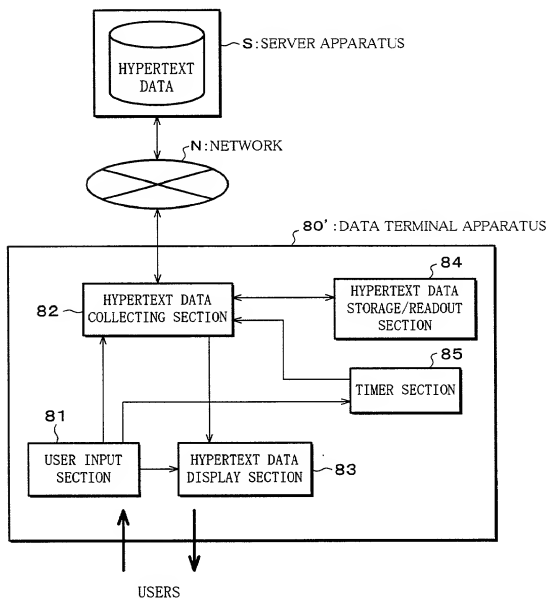 HYPERTEXT
DATA
S:SERVER APPARATUS
N:NETWORK
80':DATA TERMINAL APPARATUS
82
HYPERTEXT DATA
COLLECTING SECTION
84
HYPERTEXT DATA
STORAGE/READOUT
SECTION
85
TIMER SECTION
81
USER INPUT
SECTION
HYPERTEXT DATA
DISPLAY SECTION
83
USERS